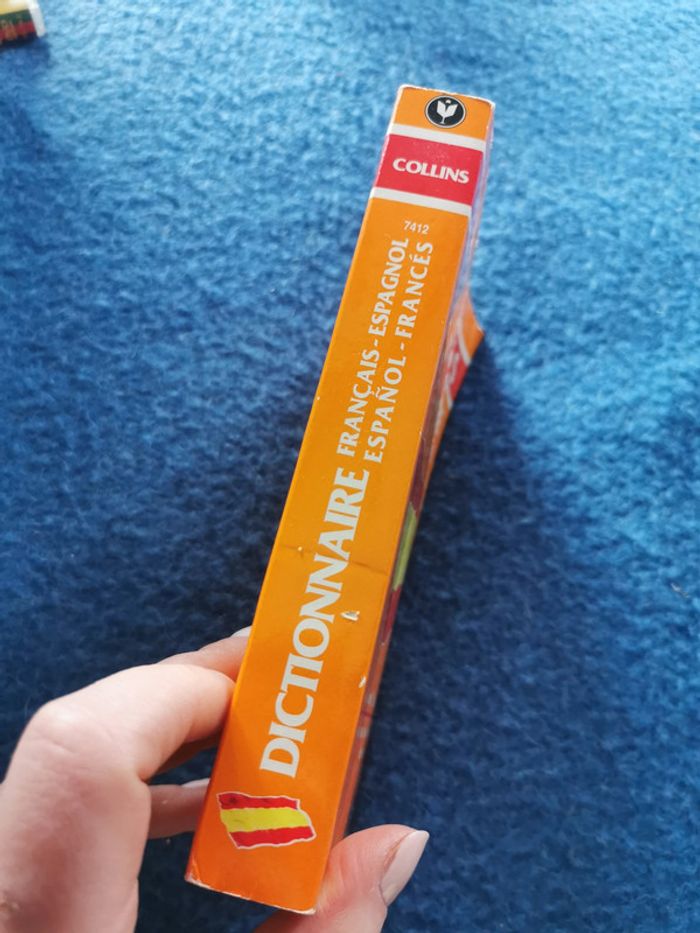 COLLINS
7412
DICTIONNAIRE
FRANÇAIS-ESPAGNOL
ESPAÑOL-FRANCÉS